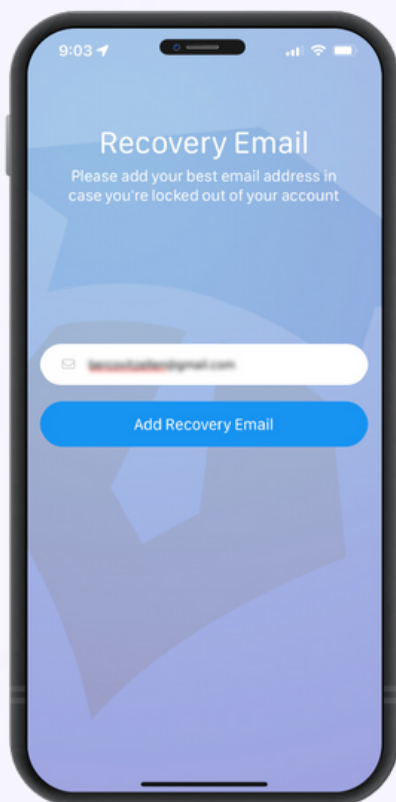 9:03
Recovery Email
Please add your best email address in
case you're locked out of your account
Add Recovery Email